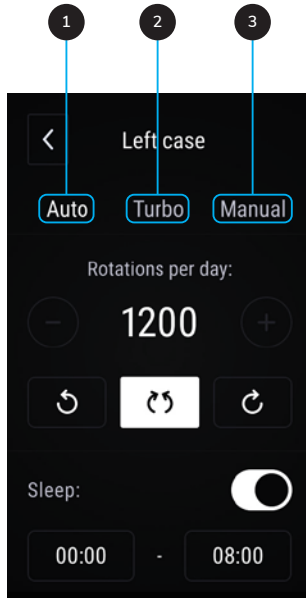 1 2 3
Left case
Auto Turbo Manual
Rotations per day:
1200
Sleep:
00:00 - 08:00